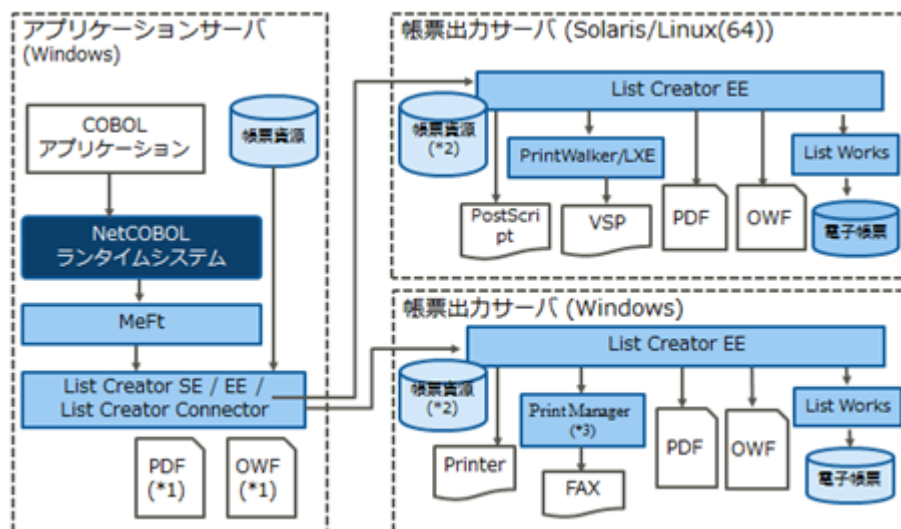 アプリケーションサーバ
(Windows)
COBOL
アプリケーション
帳票資源
NetCOBOL
ランタイムシステム
MeFt
List Creator SE / EE /
List Creator Connector
PDF
(*1)
OWF
(*1)
帳票出力サーバ (Solaris/Linux(64))
List Creator EE
帳票資源
(*2)
PrintWalker/LXE
List Works
PostScri
pt
VSP
PDF
OWF
電子帳票
帳票出力サーバ (Windows)
List Creator EE
帳票資源
(*2)
Print Manager
(*3)
List Works
Printer
FAX
PDF
OWF
電子帳票